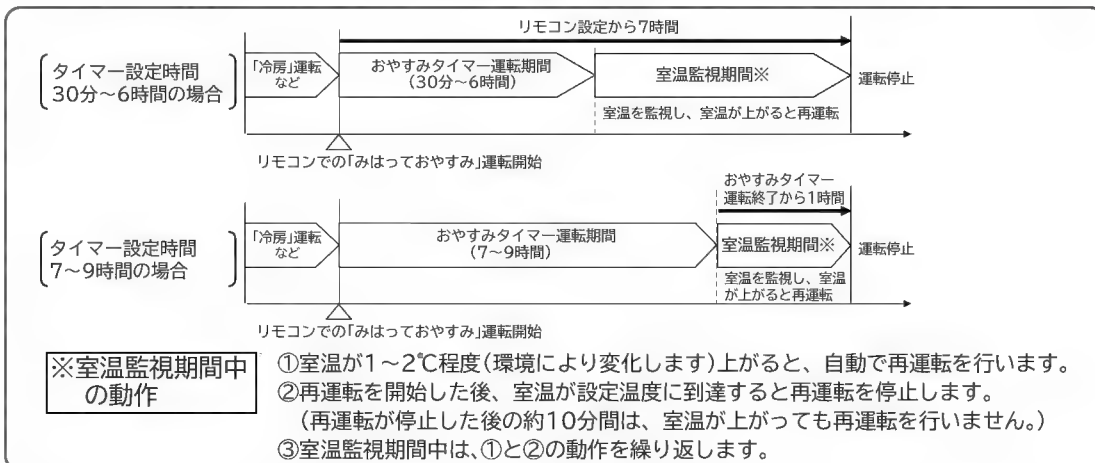 リモコン設定から7時間
タイマー設定時間
30分～6時間の場合
「冷房」運転
など
おやすみタイマー運転期間
(30分～6時間)
室温監視期間※
運転停止
室温を監視し、室温が上がると再運転
リモコンでの「みはっておやすみ」運転開始
おやすみタイマー
運転終了から1時間
タイマー設定時間
7～9時間の場合
「冷房」運転
など
おやすみタイマー運転期間
(7～9時間)
室温監視期間※
運転停止
室温を監視し、室温
が上がると再運転
リモコンでの「みはっておやすみ」運転開始
※室温監視期間中
の動作
①室温が1～2℃程度(環境により変化します)上がると、自動で再運転を行います。
②再運転を開始した後、室温が設定温度に到達すると再運転を停止します。
(再運転が停止した後の約10分間は、室温が上がっても再運転を行いません。)
③室温監視期間中は、①と②の動作を繰り返します。